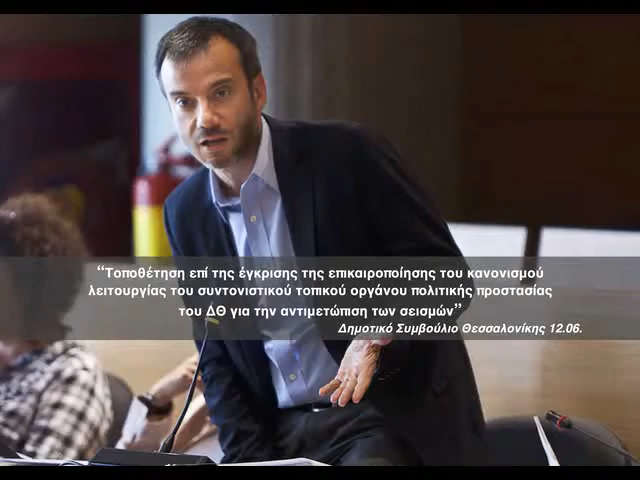 “Τοποθέτηση επί της έγκρισης της επικαιροποίησης του κανονισμού
λειτουργίας του συντονιστικού τοπικού οργάνου πολιτικής προστασίας
του ΔΘ για την αντιμετώπιση των σεισμών”
Δημοτικό Συμβούλιο Θεσσαλονίκης 12.06.